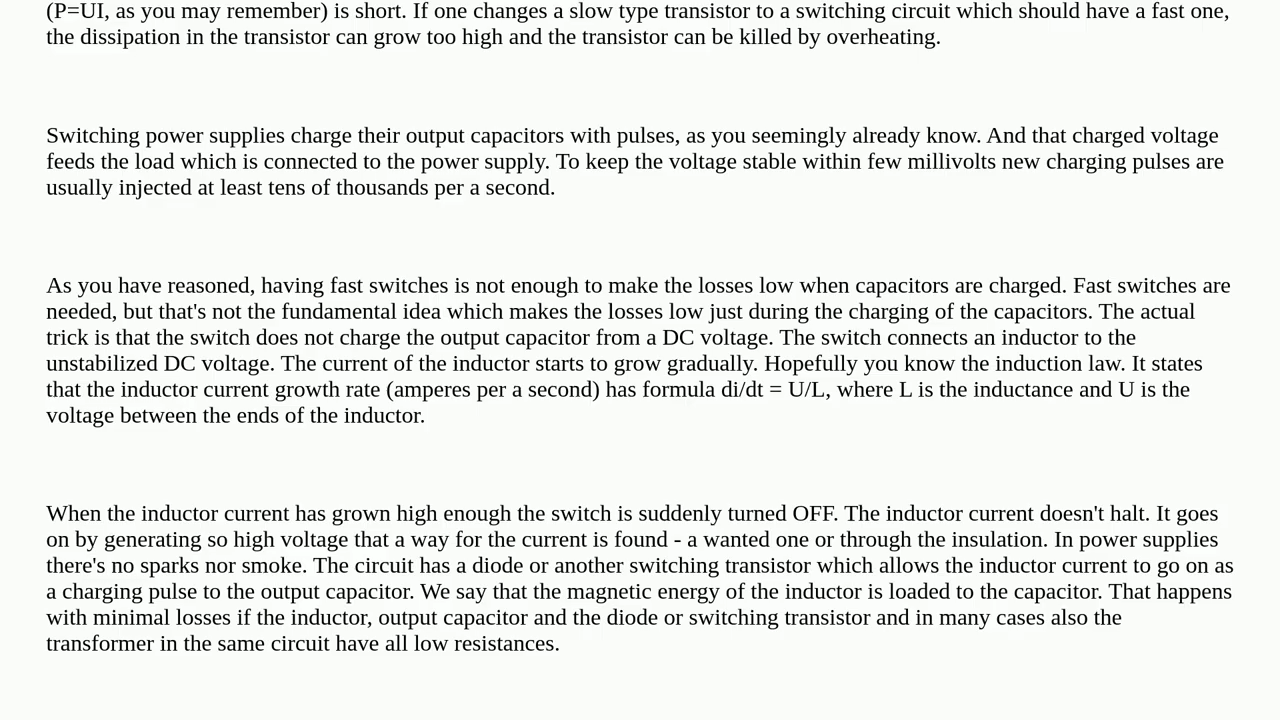 (P=UI, as you may remember) is short. If one changes a slow type transistor to a switching circuit which should have a fast one,
the dissipation in the transistor can grow too high and the transistor can be killed by overheating.
Switching power supplies charge their output capacitors with pulses, as you seemingly already know. And that charged voltage
feeds the load which is connected to the power supply. To keep the voltage stable within few millivolts new charging pulses are
usually injected at least tens of thousands per a second.
As you have reasoned, having fast switches is not enough to make the losses low when capacitors are charged. Fast switches are
needed, but that's not the fundamental idea which makes the losses low just during the charging of the capacitors. The actual
trick is that the switch does not charge the output capacitor from a DC voltage. The switch connects an inductor to the
unstabilized DC voltage. The current of the inductor starts to grow gradually. Hopefully you know the induction law. It states
that the inductor current growth rate (amperes per a second) has formula di/dt = U/L, where L is the inductance and U is the
voltage between the ends of the inductor.
When the inductor current has grown high enough the switch is suddenly turned OFF. The inductor current doesn't halt. It goes
on by generating so high voltage that a way for the current is found - a wanted one or through the insulation. In power supplies
there's no sparks nor smoke. The circuit has a diode or another switching transistor which allows the inductor current to go on as
a charging pulse to the output capacitor. We say that the magnetic energy of the inductor is loaded to the capacitor. That happens
with minimal losses if the inductor, output capacitor and the diode or switching transistor and in many cases also the
transformer in the same circuit have all low resistances.